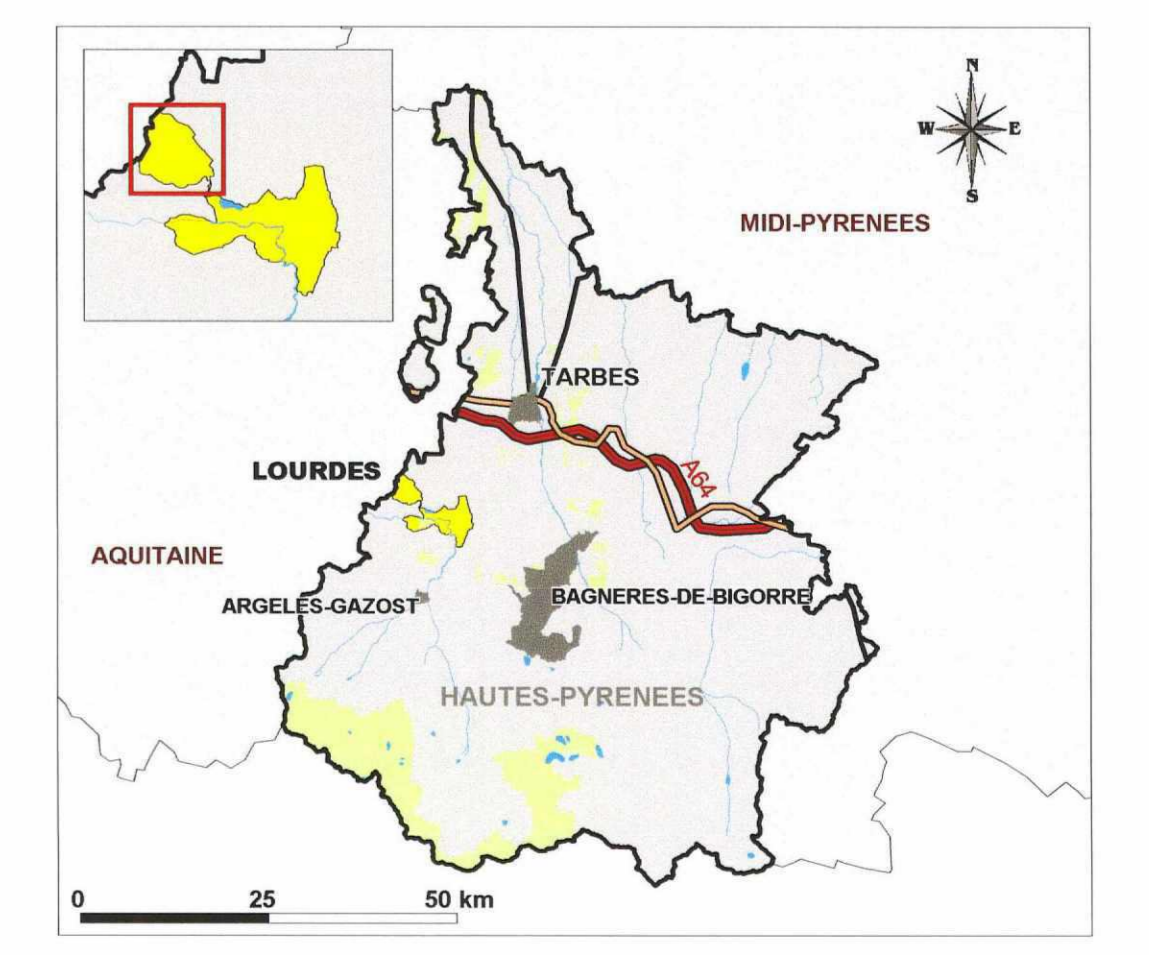 N
W
E
S
MIDI-PYRENEES
TARBES
LOURDES
A64
AQUITAINE
ARGELES-GAZOST
BAGNERES-DE-BIGORRE
HAUTES-PYRENEES
0 25 50 km